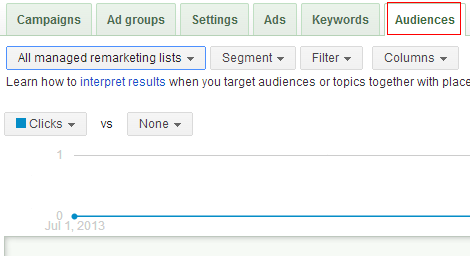 Campaigns Ad groups Settings Ads Keywords Audiences
All managed remarketing lists Segment Filter Columns
Learn how to interpret results when you target audiences or topics together with place
Clicks vs None
1
0
Jul 1, 2013